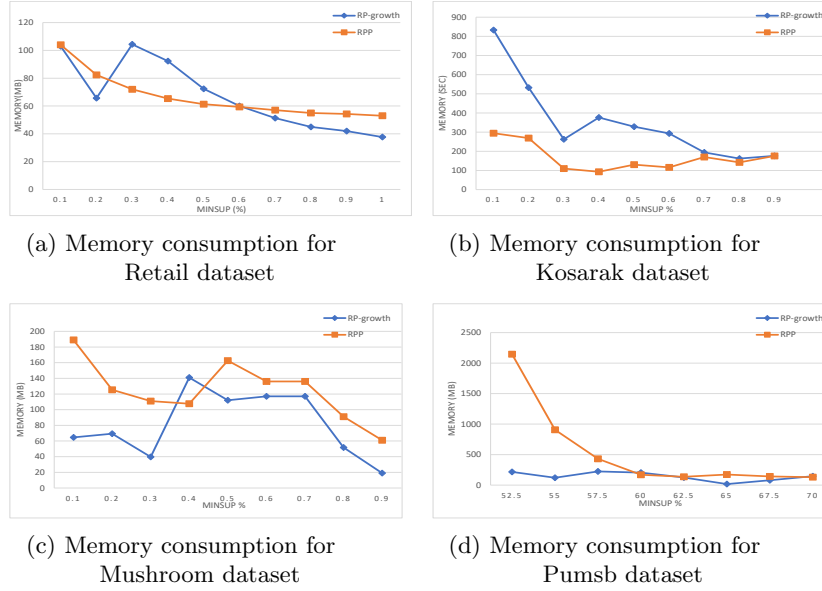 RP-growth
RPP
MEMORY(MB)
120
100
80
60
40
20
0
0.1 0.2 0.3 0.4 0.5 0.6 0.7 0.8 0.9 1
MINSUP (%)
(a) Memory consumption for
Retail dataset
RP-growth
RPP
MEMORY (SEC)
900
800
700
600
500
400
300
200
100
0
0.1 0.2 0.3 0.4 0.5 0.6 0.7 0.8 0.9
MINSUP %
(b) Memory consumption for
Kosarak dataset
RP-growth
RPP
MEMORY (MB)
200
180
160
140
120
100
80
60
40
20
0
0.1 0.2 0.3 0.4 0.5 0.6 0.7 0.8 0.9
MINSUP %
(c) Memory consumption for
Mushroom dataset
RP-growth
RPP
MEMORY (MB)
2500
2000
1500
1000
500
0
52.5 55 57.5 60 62.5 65 67.5 70
MINSUP %
(d) Memory consumption for
Pumsb dataset